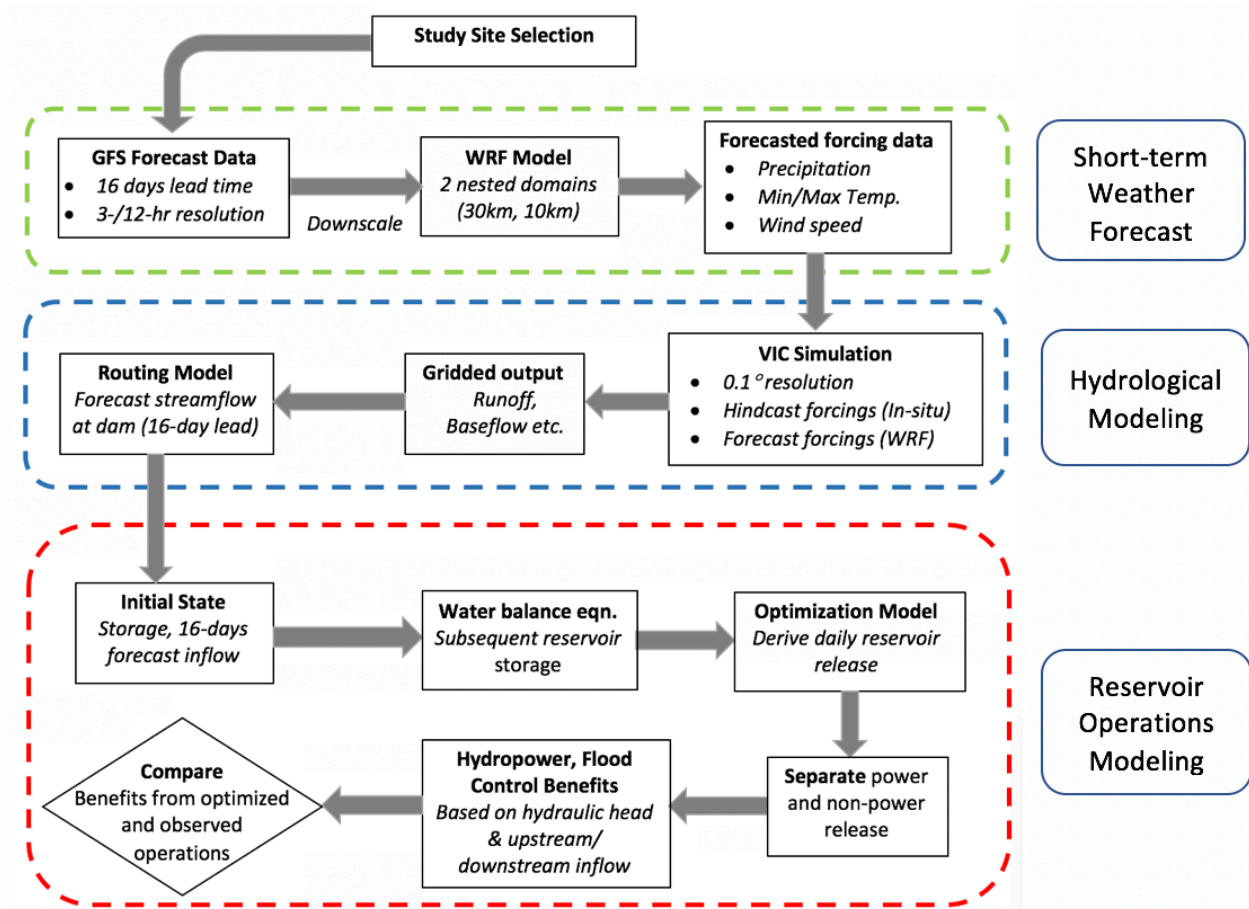 Study Site Selection
GFS Forecast Data
• 16 days lead time
• 3-/12-hr resolution
Downscale
WRF Model
2 nested domains
(30km, 10km)
Forecasted forcing data
• Precipitation
• Min/Max Temp.
• Wind speed
Short-term
Weather
Forecast
VIC Simulation
• 0.1° resolution
• Hindcast forcings (In-situ)
• Forecast forcings (WRF)
Gridded output
Runoff,
Baseflow etc.
Routing Model
Forecast streamflow
at dam (16-day lead)
Hydrological
Modeling
Initial State
Storage, 16-days
forecast inflow
Water balance eqn.
Subsequent reservoir
storage
Optimization Model
Derive daily reservoir
release
Separate power
and non-power
release
Hydropower, Flood
Control Benefits
Based on hydraulic head
& upstream/
downstream inflow
Compare
Benefits from optimized
and observed
operations
Reservoir
Operations
Modeling